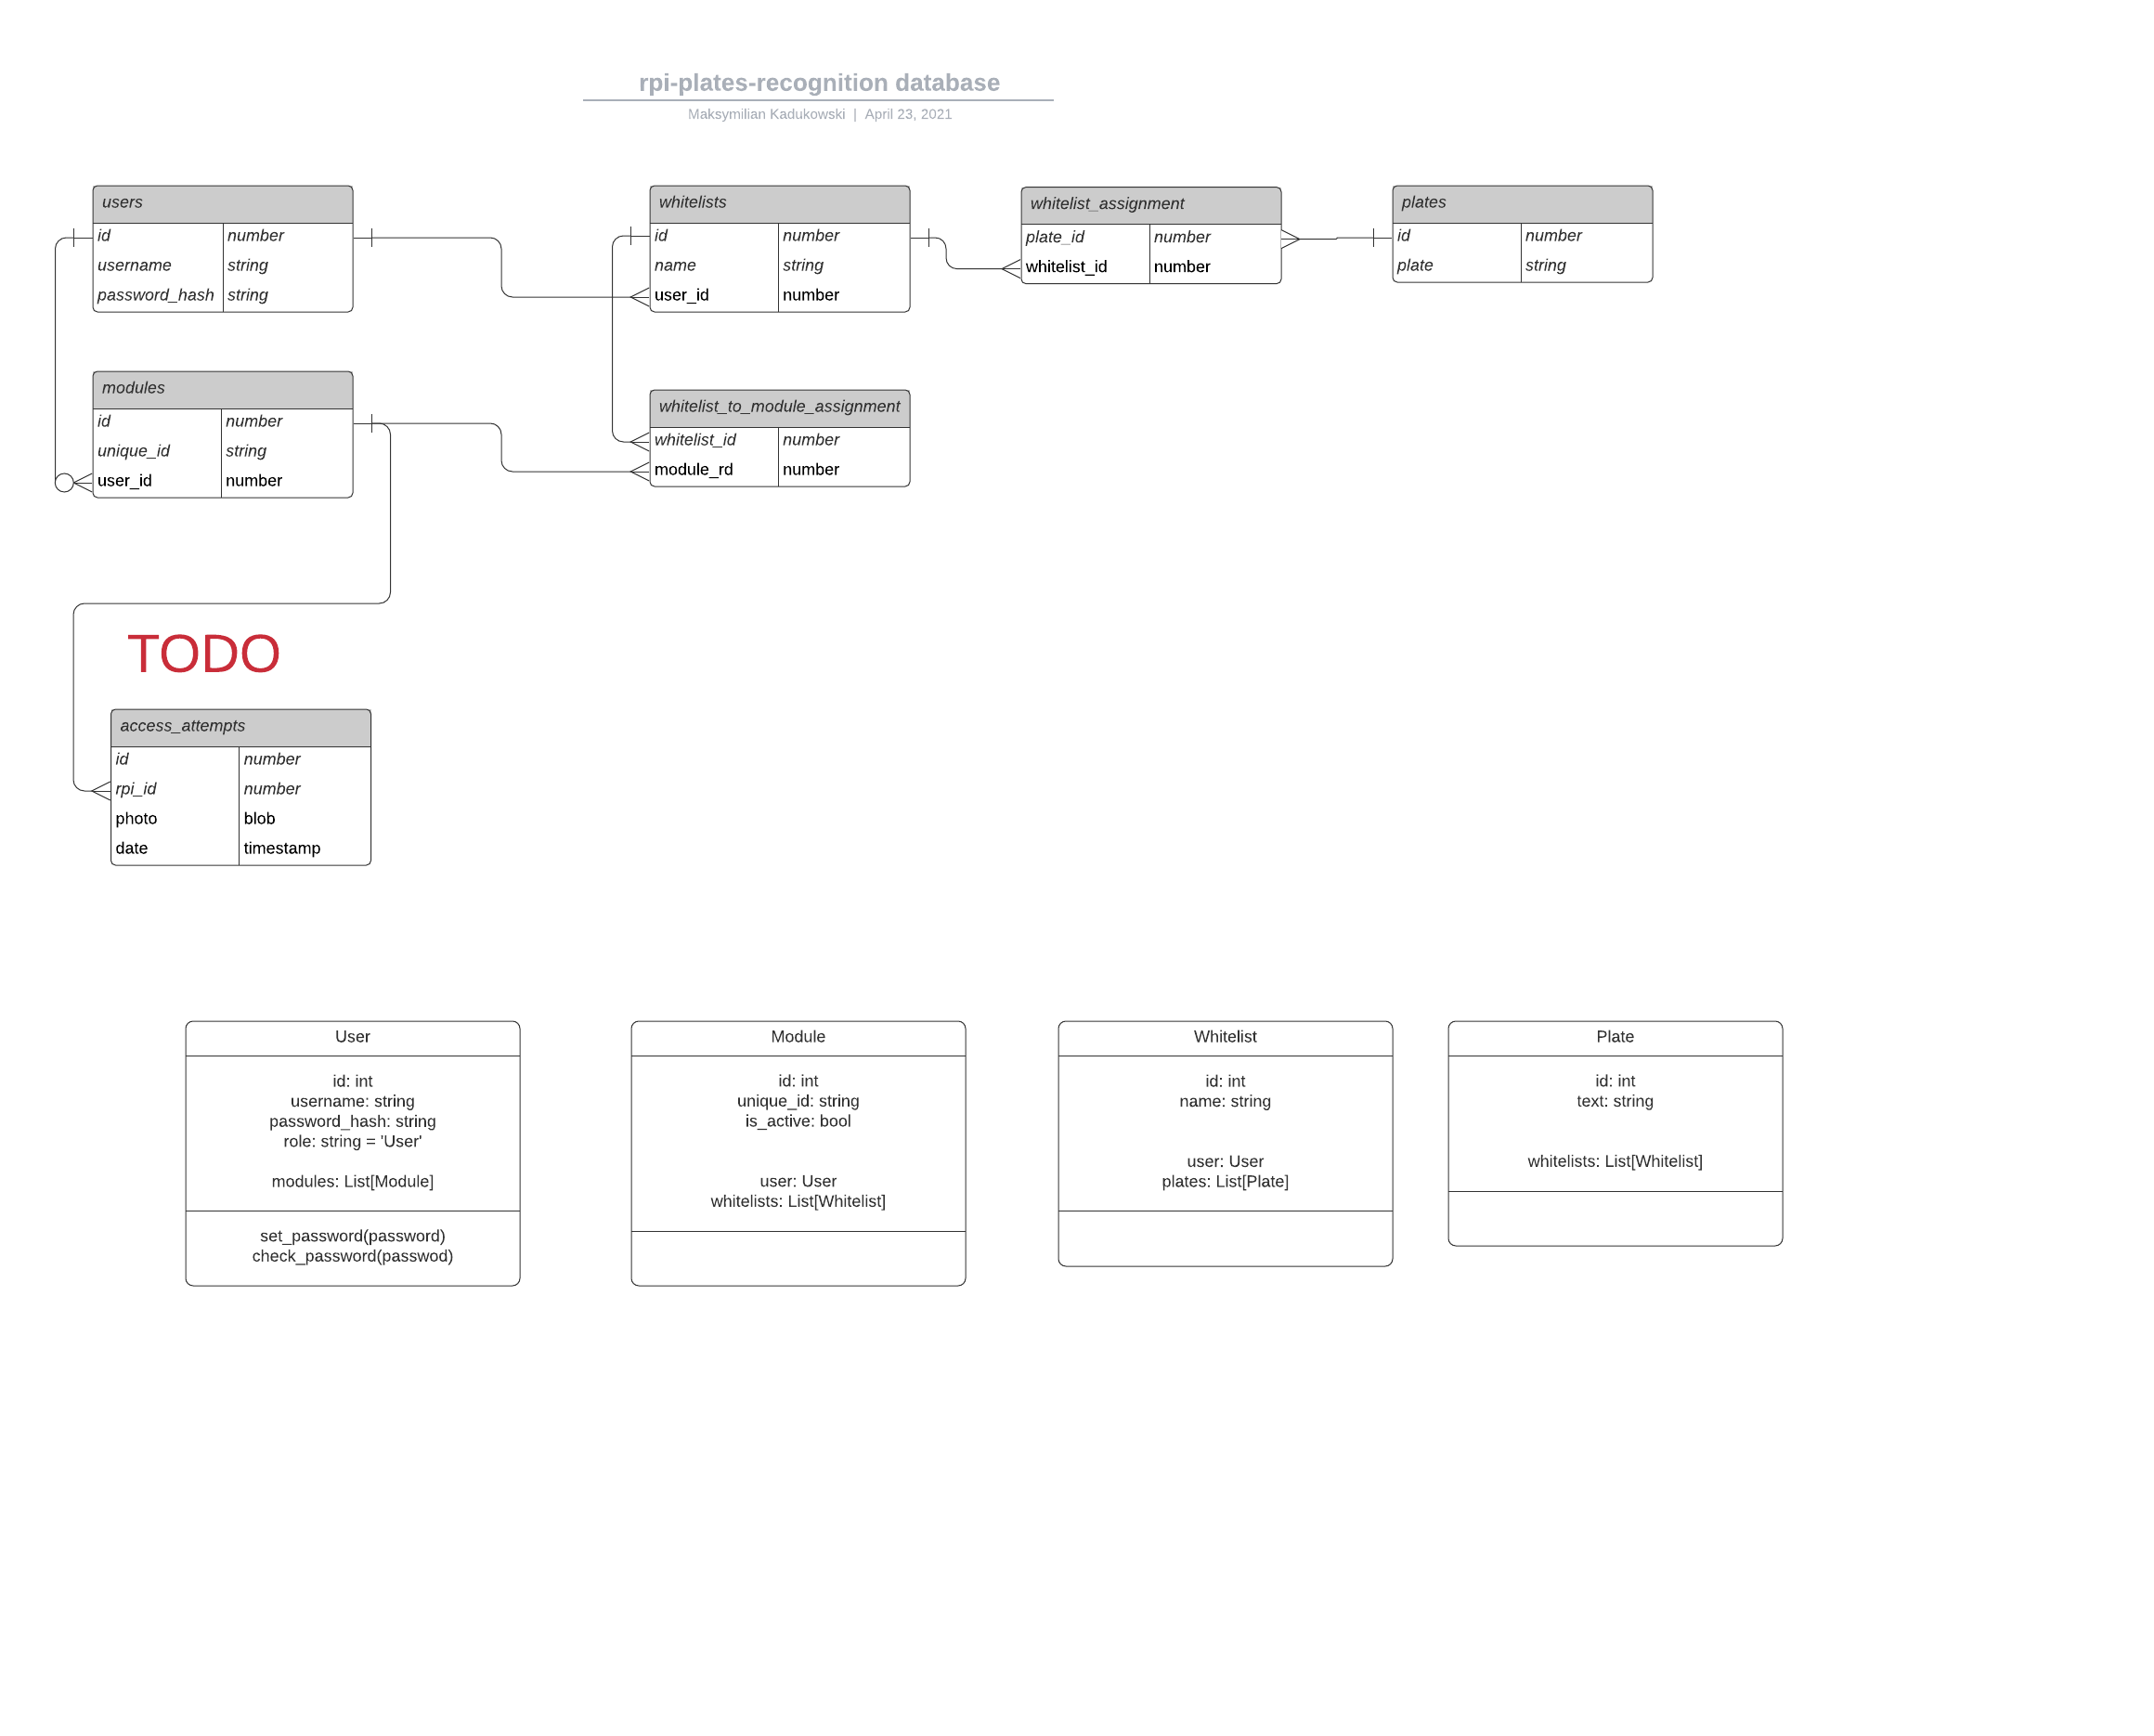 rpi-plates-recognition database
Maksymilian Kadukowski | April 23, 2021
users
id number
username string
password_hash string
whitelists
id number
name string
user_id number
whitelist_assignment
plate_id number
whitelist_id number
plates
id number
plate string
modules
id number
unique_id string
user_id number
whitelist_to_module_assignment
whitelist_id number
module_rd number
TODO
access_attempts
id number
rpi_id number
photo blob
date timestamp
User
id: int
username: string
password_hash: string
role: string = 'User'
modules: List[Module]
set_password(password)
check_password(passwod)
Module
id: int
unique_id: string
is_active: bool
user: User
whitelists: List[Whitelist]
Whitelist
id: int
name: string
user: User
plates: List[Plate]
Plate
id: int
text: string
whitelists: List[Whitelist]